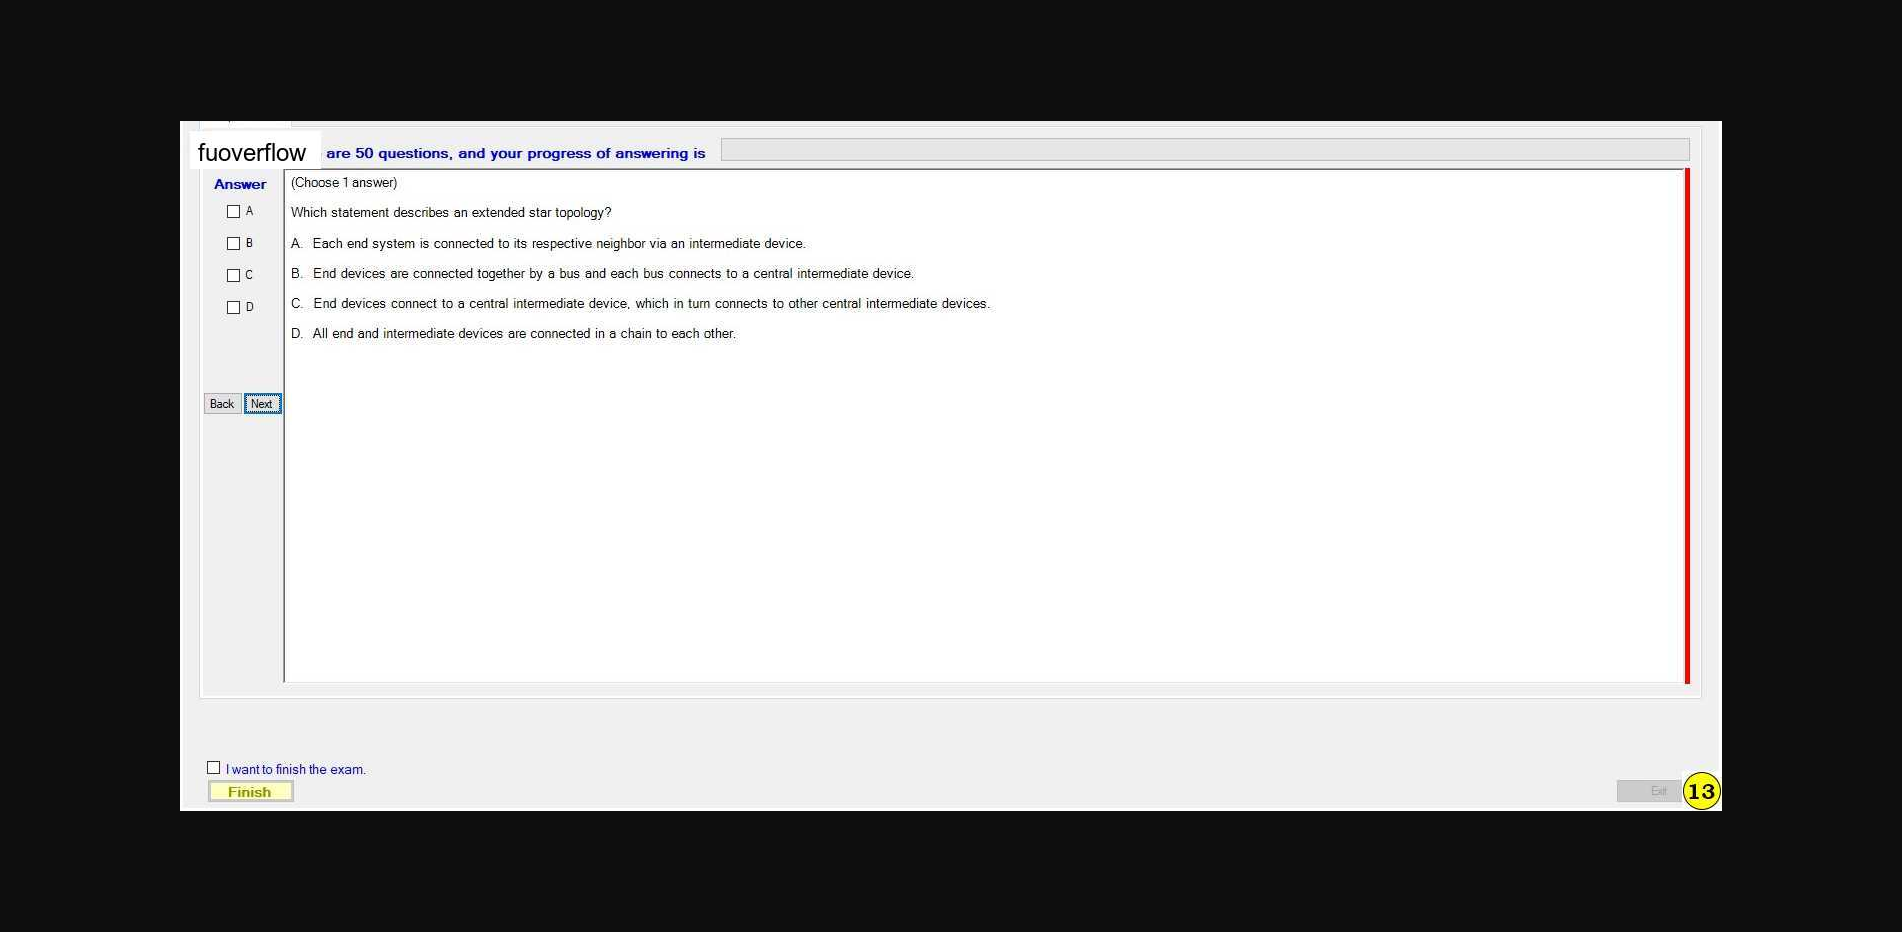 fuoverflow are 50 questions, and your progress of answering is
Answer
(Choose 1 answer)
A
Which statement describes an extended star topology?
B
A. Each end system is connected to its respective neighbor via an intermediate device.
C
B. End devices are connected together by a bus and each bus connects to a central intermediate device.
D
C. End devices connect to a central intermediate device, which in turn connects to other central intermediate devices.
D. All end and intermediate devices are connected in a chain to each other.
Back Next
I want to finish the exam.
Finish
Exit
13